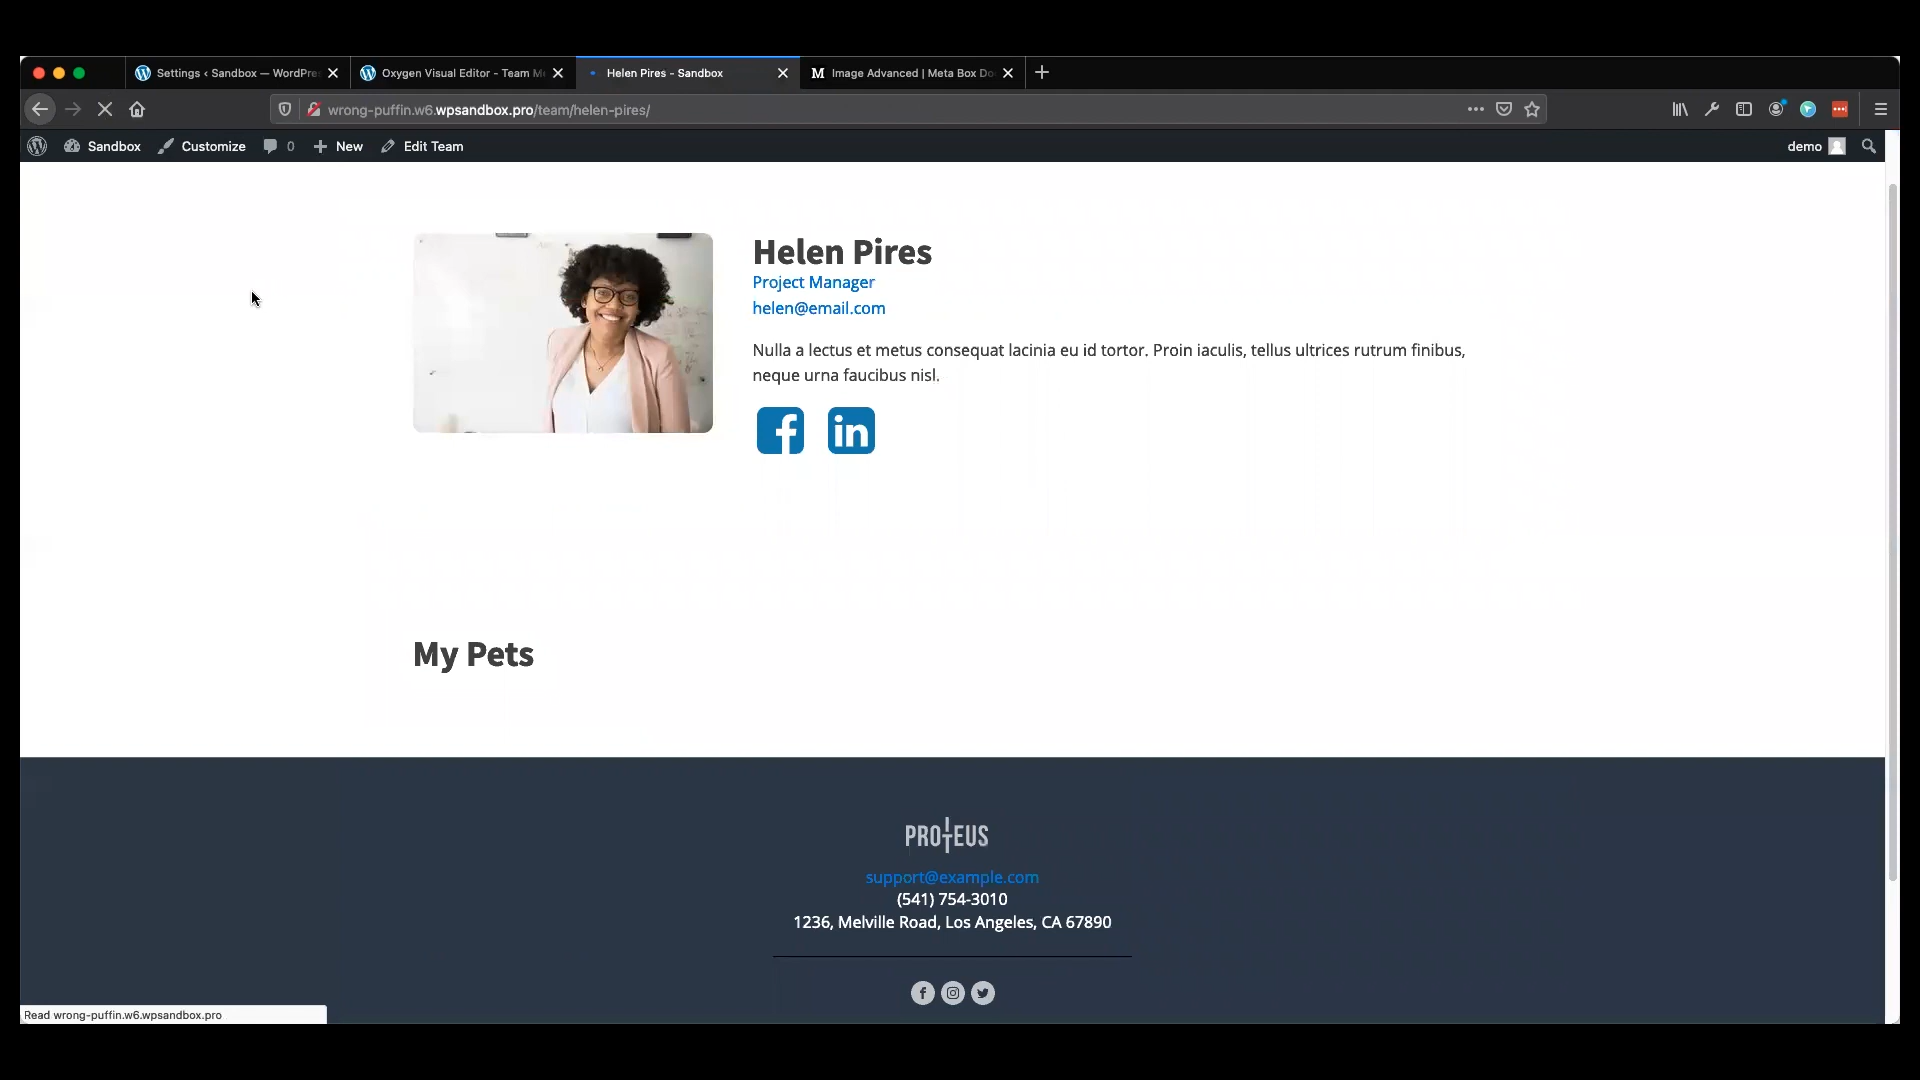 Settings ‹ Sandbox — WordPre
Oxygen Visual Editor - Team M
Helen Pires - Sandbox
M Image Advanced | Meta Box Do
wrong-puffin.w6.wpsandbox.pro/team/helen-pires/
Sandbox
Customize
0
New
Edit Team
demo
Helen Pires
Project Manager
helen@email.com
Nulla a lectus et metus consequat lacinia eu id tortor. Proin iaculis, tellus ultrices rutrum finibus,
neque urna faucibus nisl.
My Pets
PROTEUS
support@example.com
(541) 754-3010
1236, Melville Road, Los Angeles, CA 67890
Read wrong-puffin.w6.wpsandbox.pro